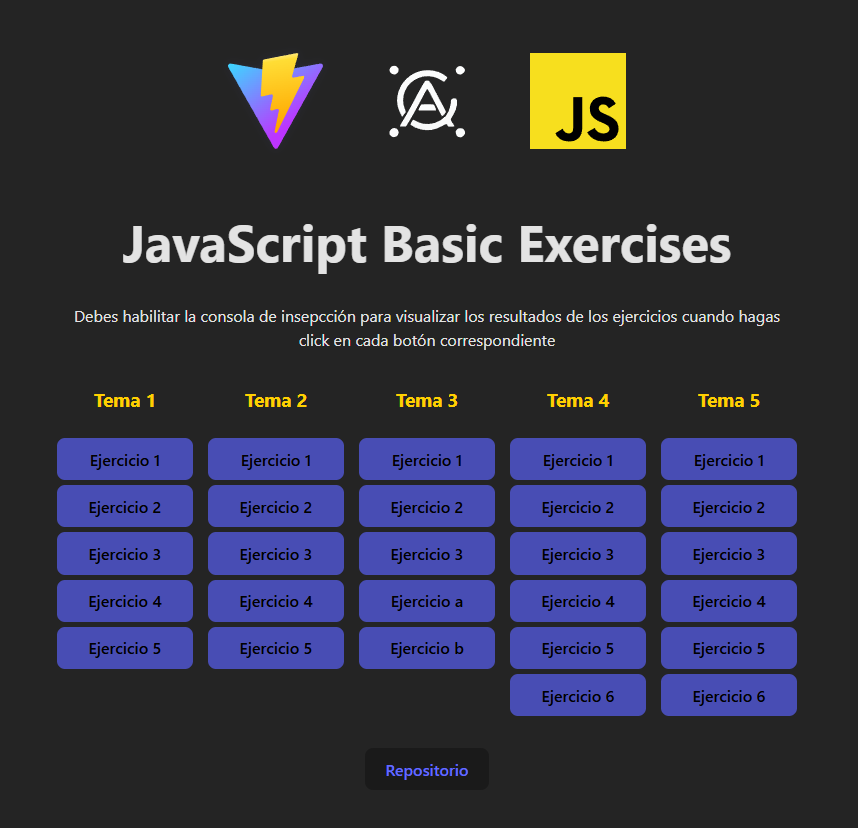 JS
JavaScript Basic Exercises
Debes habilitar la consola de insepcción para visualizar los resultados de los ejercicios cuando hagas
click en cada botón correspondiente
Tema 1 Tema 2 Tema 3 Tema 4 Tema 5
Ejercicio 1 Ejercicio 1 Ejercicio 1 Ejercicio 1 Ejercicio 1
Ejercicio 2 Ejercicio 2 Ejercicio 2 Ejercicio 2 Ejercicio 2
Ejercicio 3 Ejercicio 3 Ejercicio 3 Ejercicio 3 Ejercicio 3
Ejercicio 4 Ejercicio 4 Ejercicio a Ejercicio 4 Ejercicio 4
Ejercicio 5 Ejercicio 5 Ejercicio b Ejercicio 5 Ejercicio 5
Ejercicio 6 Ejercicio 6
Repositorio